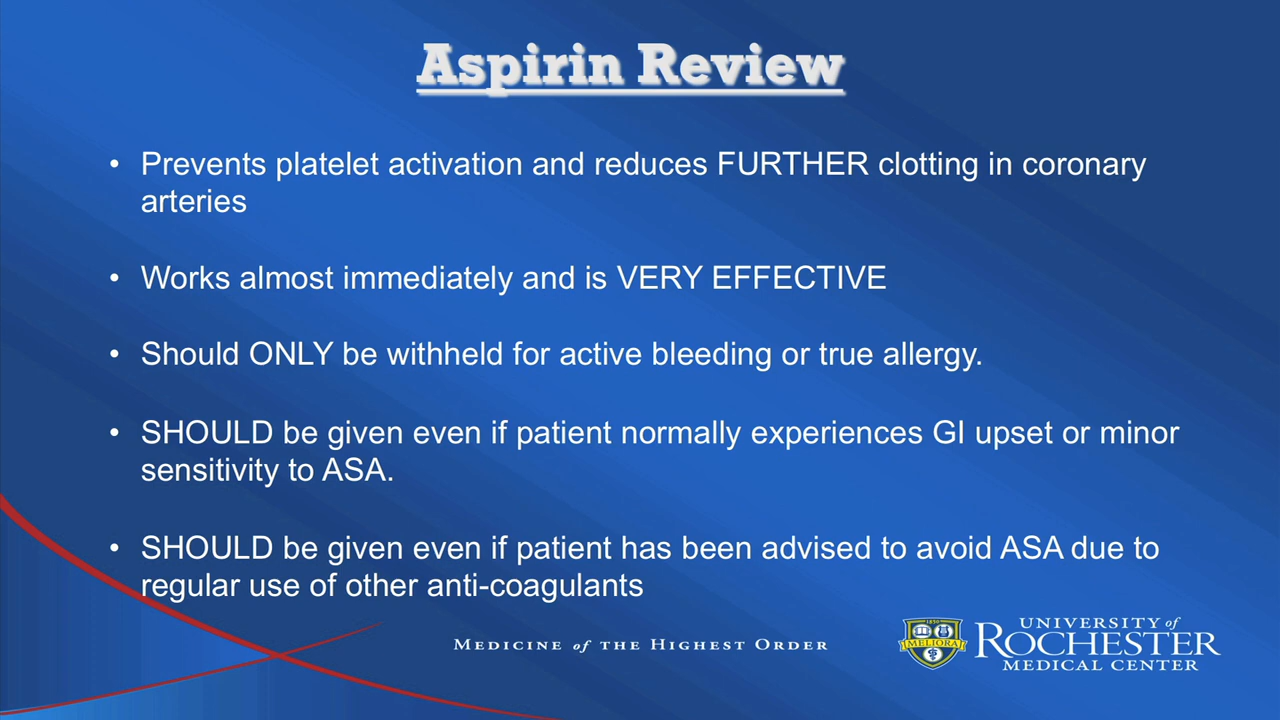 Aspirin Review
• Prevents platelet activation and reduces FURTHER clotting in coronary
arteries
• Works almost immediately and is VERY EFFECTIVE
• Should ONLY be withheld for active bleeding or true allergy.
• SHOULD be given even if patient normally experiences GI upset or minor
sensitivity to ASA.
• SHOULD be given even if patient has been advised to avoid ASA due to
regular use of other anti-coagulants
MEDICINE of THE HIGHEST ORDER
1850
MELIORA
UNIVERSITY of
ROCHESTER
MEDICAL CENTER